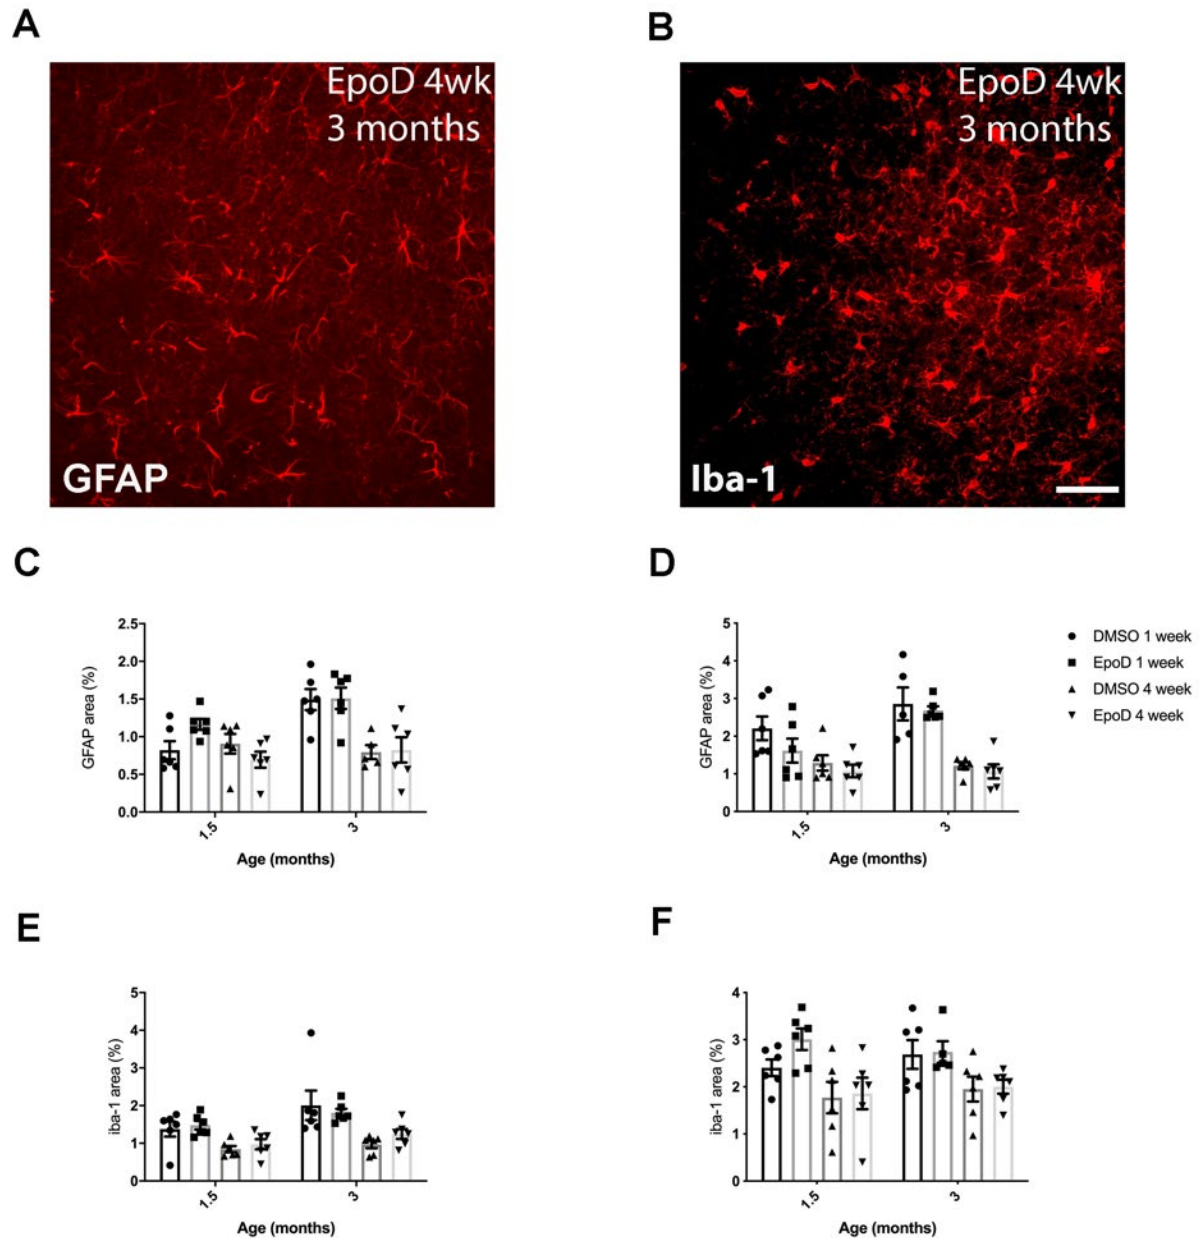 A
B
EpoD 4wk
3 months
GFAP
EpoD 4wk
3 months
Iba-1
C
D
2.5
2.0
1.5
1.0
0.5
0.0
GFAP area (%)
1.5
3
Age (months)
5
4
3
2
1
0
GFAP area (%)
1.5
3
Age (months)
DMSO 1 week
EpoD 1 week
DMSO 4 week
EpoD 4 week
E
F
5
4
3
2
1
0
iba-1 area (%)
1.5
3
Age (months)
4
3
2
1
0
iba-1 area (%)
1.5
3
Age (months)